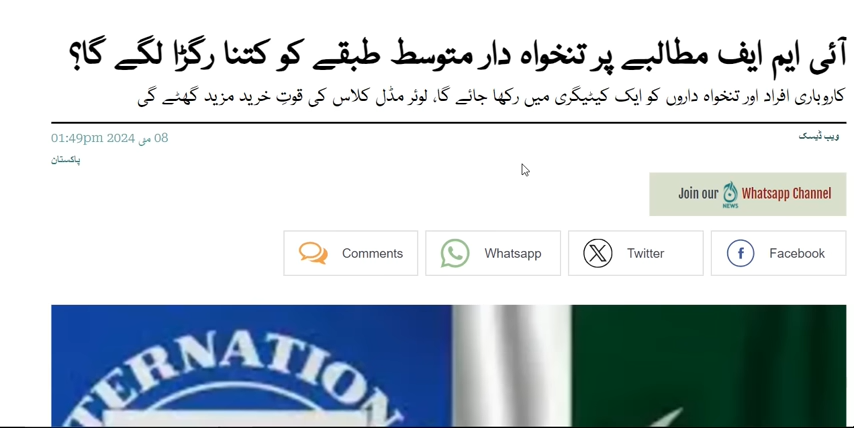 آئی ایم ایف مطالبے پر تنخواہ دار متوسط طبقے کو کتنا رگڑا لگے گا؟
کاروباری افراد اور تنخواہ داروں کو ایک کیٹیگری میں رکھا جائے گا، لوئر مڈل کلاس کی قوتِ خرید مزید گھٹے گی
ویب ڈیسک
08 مئ 2024 01:49pm
پاکستان
Join our NEWS Whatsapp Channel
Facebook
Twitter
Whatsapp
Comments
TERNATION